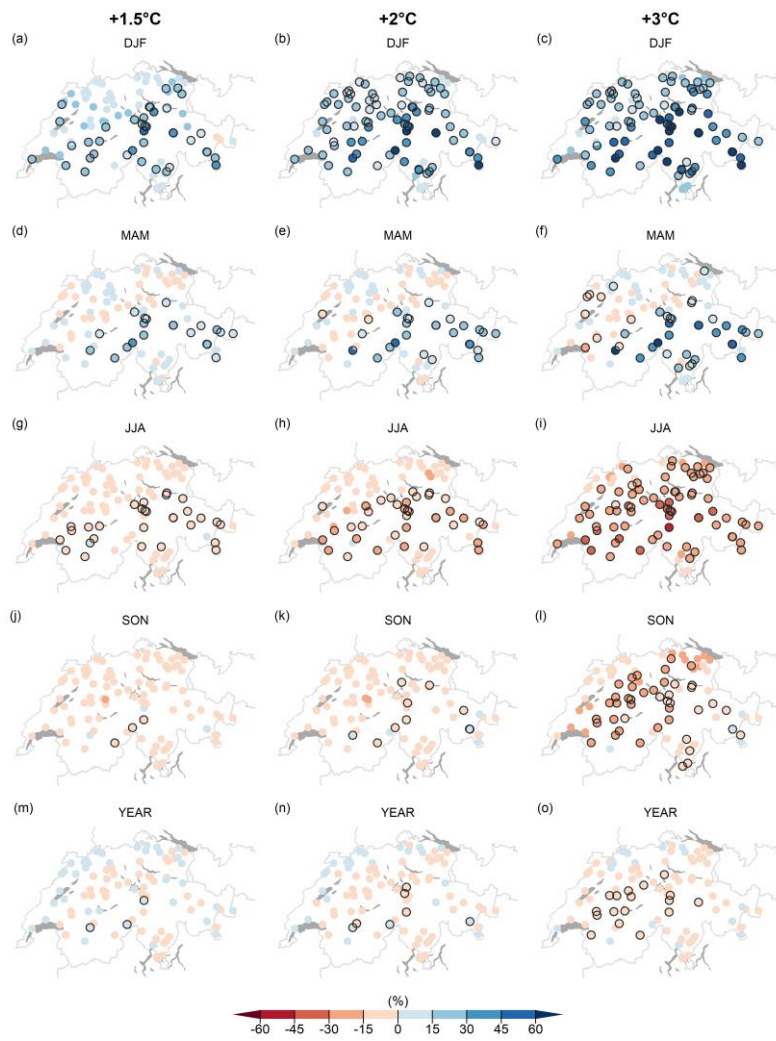 +1.5°C +2°C +3°C
(a) (b) (c)
DJF DJF DJF
(d) (e) (f)
MAM MAM MAM
(g) (h) (i)
JJA JJA JJA
(j) (k) (l)
SON SON SON
(m) (n) (o)
YEAR YEAR YEAR
(%)
-60 -45 -30 -15 0 15 30 45 60